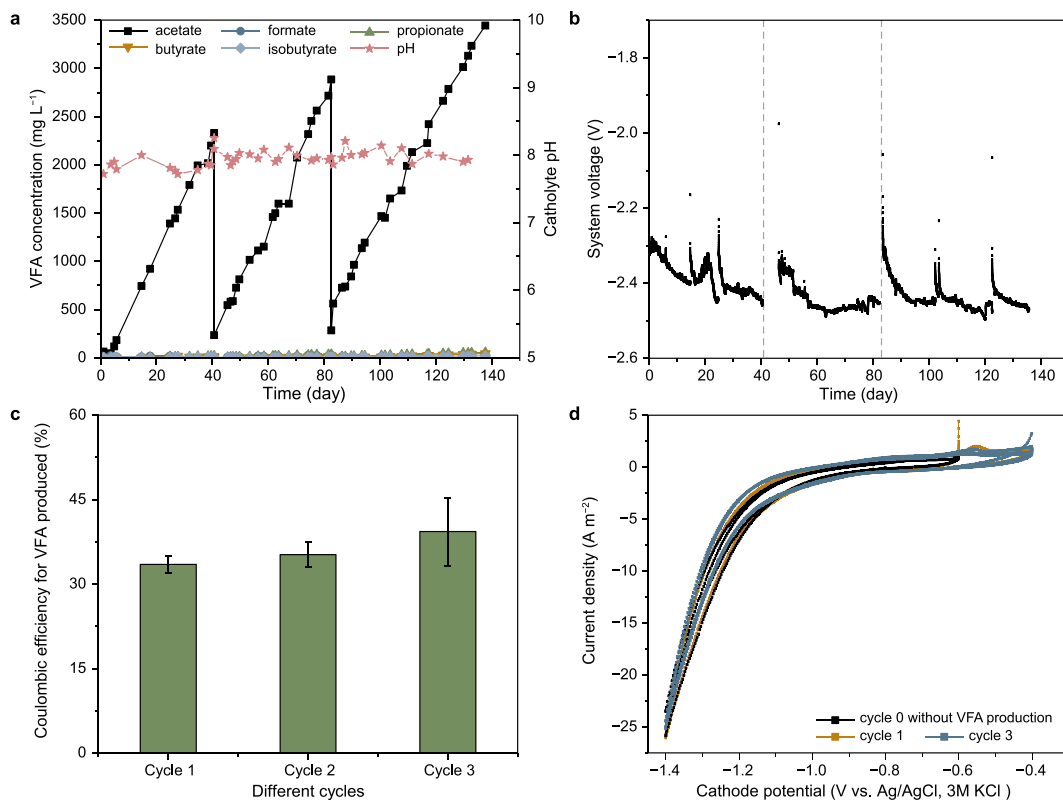 a
acetate formate propionate
butyrate isobutyrate pH
VFA concentration (mg L⁻¹)
3500
3000
2500
2000
1500
1000
500
0
10
9
8
7
6
5
Catholyte pH
0 20 40 60 80 100 120 140
Time (day)
b
System voltage (V)
−1.8
−2.0
−2.2
−2.4
−2.6
0 20 40 60 80 100 120 140
Time (day)
c
Coulombic efficiency for VFA produced (%)
60
45
30
15
0
Cycle 1 Cycle 2 Cycle 3
Different cycles
d
Current density (A m⁻²)
5
0
−5
−10
−15
−20
−25
cycle 0 without VFA production
cycle 1 cycle 3
−1.4 −1.2 −1.0 −0.8 −0.6 −0.4
Cathode potential (V vs. Ag/AgCl, 3M KCl )